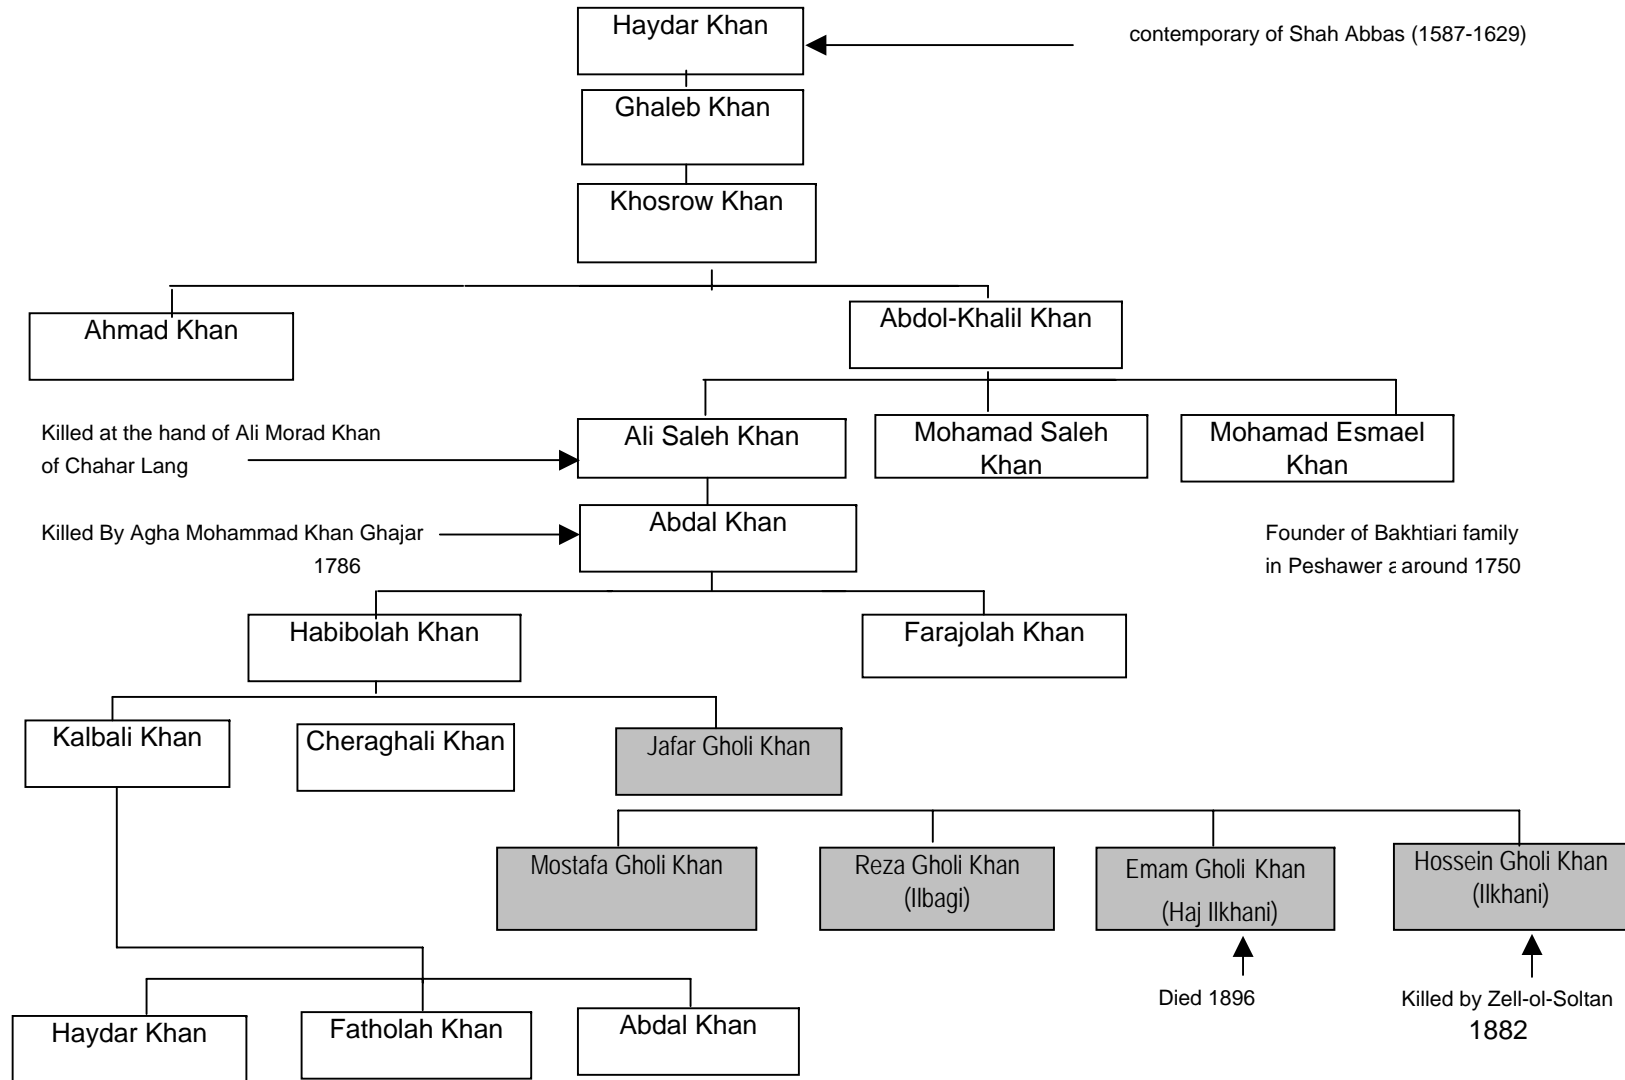 Haydar Khan
contemporary of Shah Abbas (1587-1629)
Ghaleb Khan
Khosrow Khan
Ahmad Khan
Abdol-Khalil Khan
Killed at the hand of Ali Morad Khan
of Chahar Lang
Ali Saleh Khan
Mohamad Saleh
Khan
Mohamad Esmael
Khan
Killed By Agha Mohammad Khan Ghajar
1786
Abdal Khan
Founder of Bakhtiari family
in Peshawer a around 1750
Habibolah Khan
Farajolah Khan
Kalbali Khan
Cheraghali Khan
Jafar Gholi Khan
Mostafa Gholi Khan
Reza Gholi Khan
(Ilbagi)
Emam Gholi Khan
(Haj Ilkhani)
Hossein Gholi Khan
(Ilkhani)
Died 1896
Killed by Zell-ol-Soltan
1882
Haydar Khan
Fatholah Khan
Abdal Khan